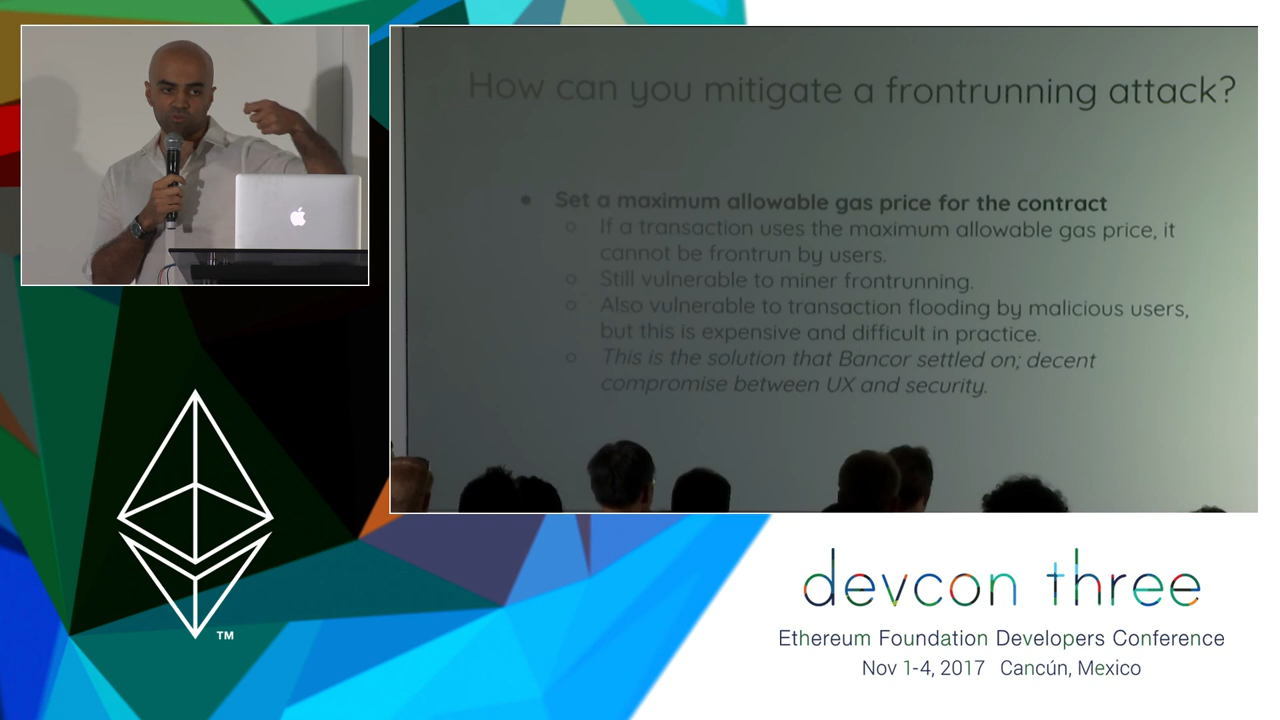 How can you mitigate a frontrunning attack?
Set a maximum allowable gas price for the contract
If a transaction uses the maximum allowable gas price, it
cannot be frontrun by users.
Still vulnerable to miner frontrunning.
Also vulnerable to transaction flooding by malicious users,
but this is expensive and difficult in practice.
This is the solution that Bancor settled on; decent
compromise between UX and security.
TM
devcon three
Ethereum Foundation Developers Conference
Nov 1-4, 2017 Cancún, Mexico